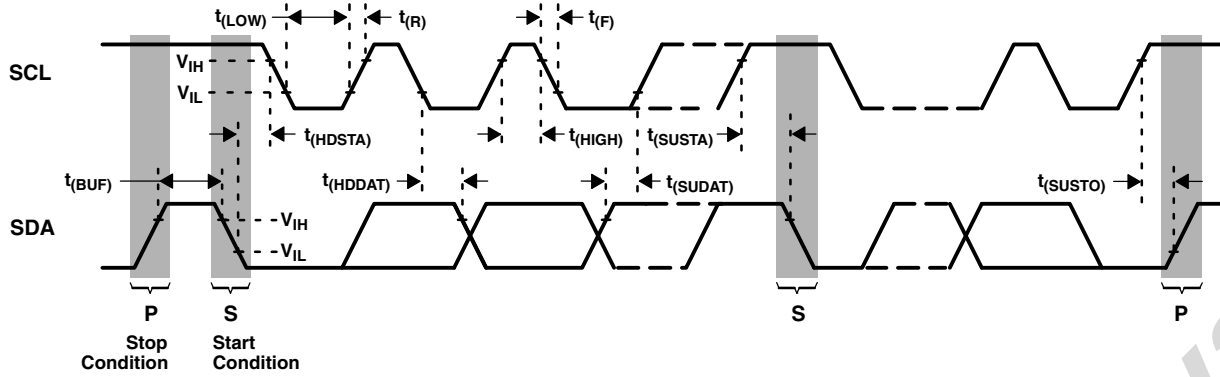 t(LOW) t(R) t(F)
SCL
VIH
VIL
t(HDSTA) t(HIGH) t(SUSTA)
t(BUF) t(HDDAT) t(SUDAT) t(SUSTO)
SDA
VIH
VIL
P S S P
Stop Condition
Start Condition